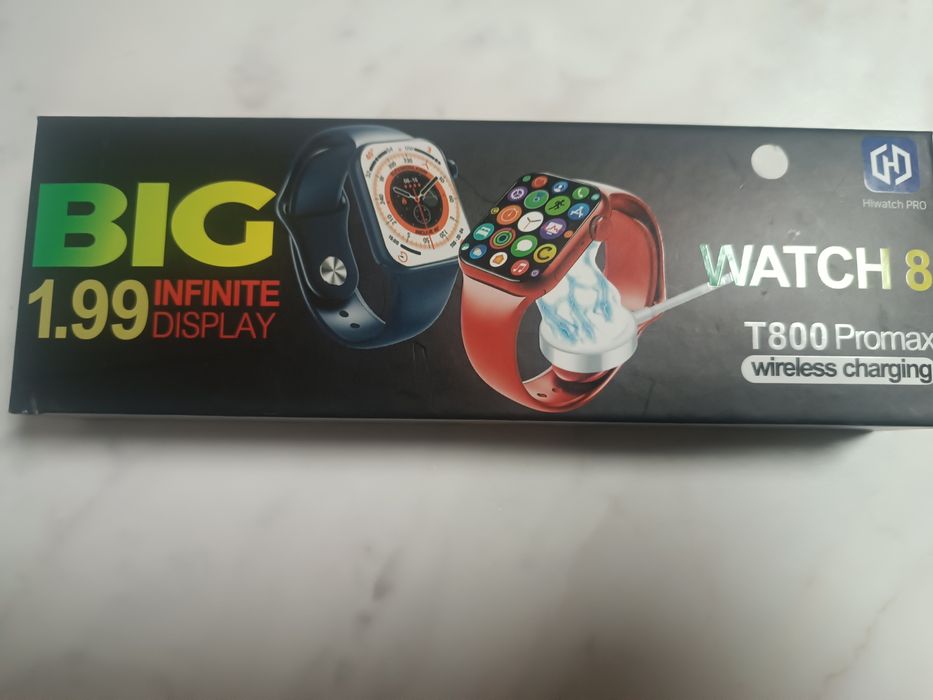 BIG
1.99 INFINITE
DISPLAY
Hiwatch PRO
WATCH 8
T800 Promax
wireless charging